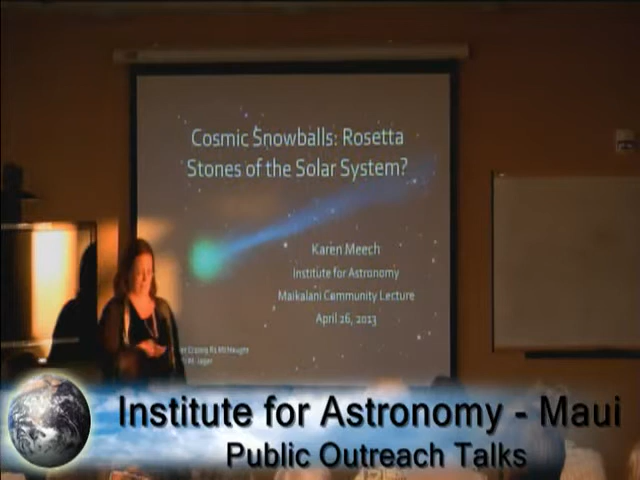 Cosmic Snowballs: Rosetta
Stones of the Solar System?
Karen Meech
Institute for Astronomy
Maikalani Community Lecture
April 26, 2013
Institute for Astronomy - Maui
Public Outreach Talks